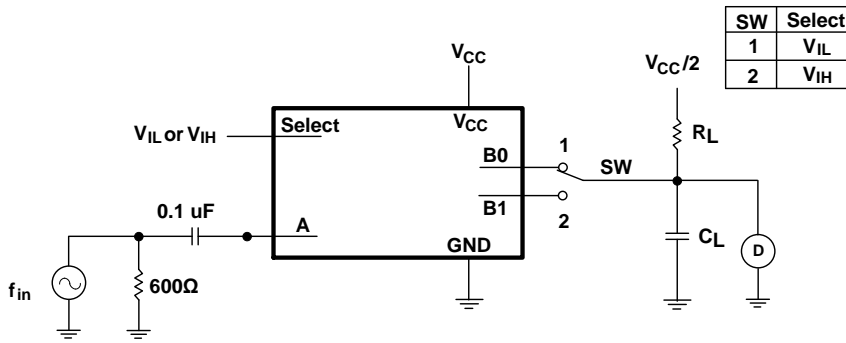 SW Select
1 VIL
2 VIH
VCC
VCC/2
VIL or VIH
Select
VCC
RL
B0
1
SW
B1
2
0.1 uF
A
GND
CL
D
fin
600Ω